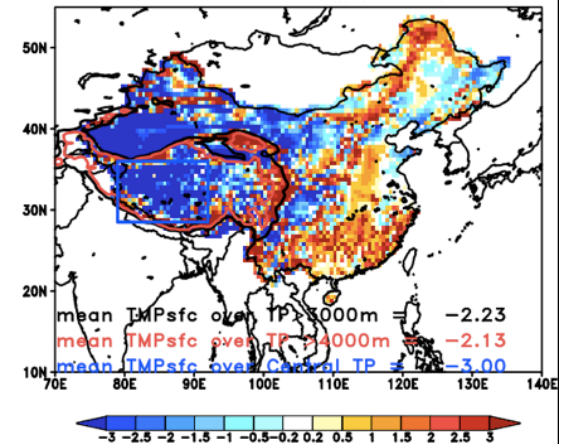 50N
40N
30N
20N
mean TMPsfc over TP >3000m = -2.23
mean TMPsfc over TP >4000m = -2.13
mean TMPsfc over Central TP = -3.00
10N
70E 80E 90E 100E 110E 120E 130E 140E
-3 -2.5 -2 -1.5 -1 -0.5 -0.2 0.2 0.5 1 1.5 2 2.5 3